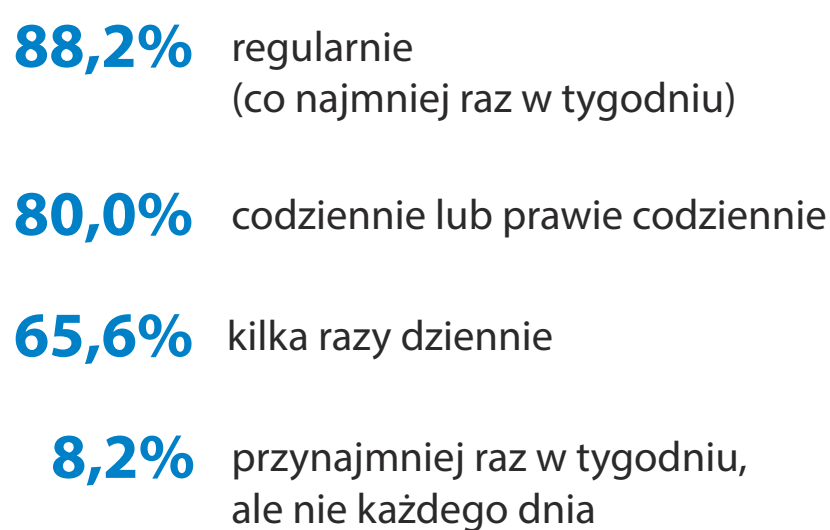 88,2% regularnie
(co najmniej raz w tygodniu)
80,0% codziennie lub prawie codziennie
65,6% kilka razy dziennie
8,2% przynajmniej raz w tygodniu,
ale nie każdego dnia